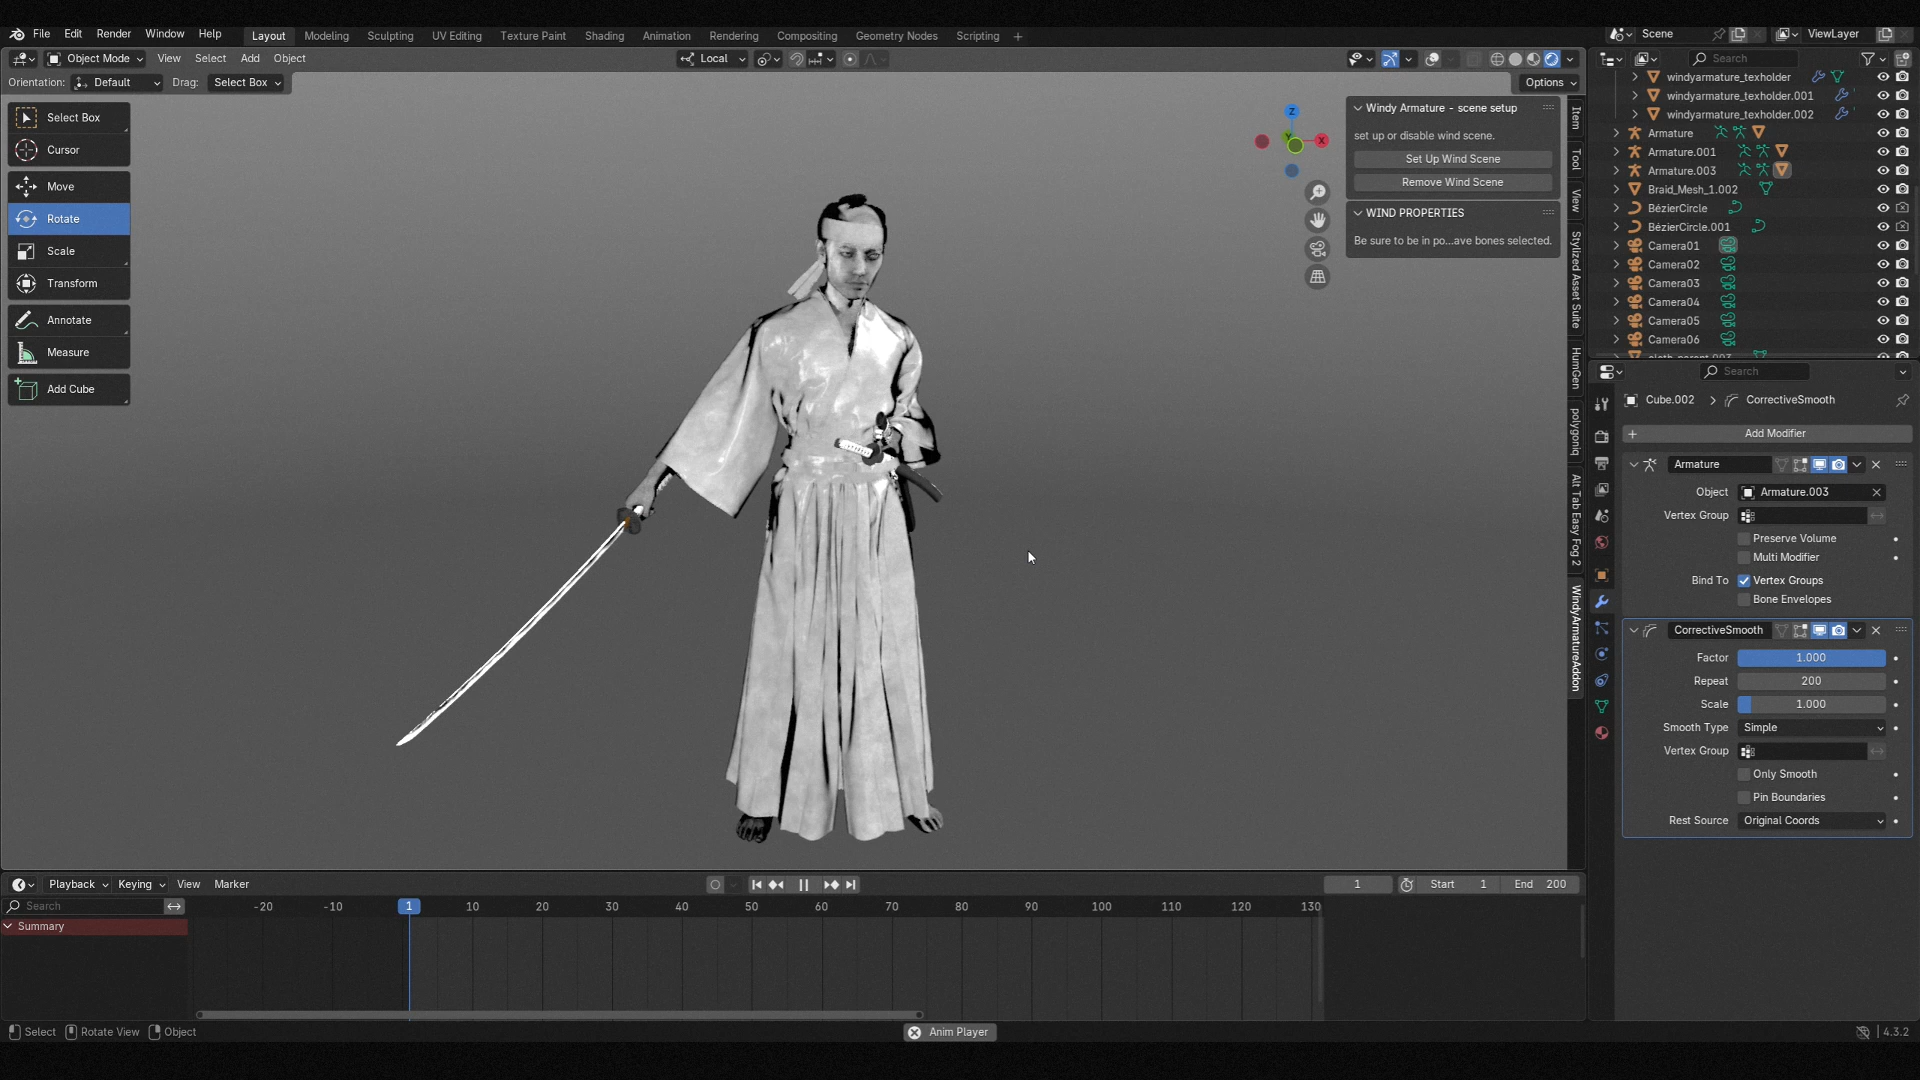 File Edit Render Window Help Layout Modeling Sculpting UV Editing Texture Paint Shading Animation Rendering Compositing Geometry Nodes Scripting + Scene ViewLayer
Object Mode View Select Add Object Local Search
Orientation: Default Drag: Select Box Options
Select Box
Cursor
Move
Rotate
Scale
Transform
Annotate
Measure
Add Cube
Z
X
Y
Windy Armature - scene setup
set up or disable wind scene.
Set Up Wind Scene
Remove Wind Scene
WIND PROPERTIES
Be sure to be in po...ave bones selected.
Item
Tool
View
Stylized Asset Suite
HumGen
polygoniq
Alt Tab Easy Fog 2
WindyArmatureAddon
windyarmature_texholder
windyarmature_texholder.001
windyarmature_texholder.002
Armature
Armature.001
Armature.003
Braid_Mesh_1.002
BézierCircle
BézierCircle.001
Camera01
Camera02
Camera03
Camera04
Camera05
Camera06
Search
Cube.002 > CorrectiveSmooth
+ Add Modifier
Armature
Object Armature.003
Vertex Group
Preserve Volume
Multi Modifier
Bind To Vertex Groups
Bone Envelopes
CorrectiveSmooth
Factor 1.000
Repeat 200
Scale 1.000
Smooth Type Simple
Vertex Group
Only Smooth
Pin Boundaries
Rest Source Original Coords
Playback Keying View Marker 1 Start 1 End 200
Search -20 -10 1 10 20 30 40 50 60 70 80 90 100 110 120 130
Summary
Select Rotate View Object Anim Player 4.3.2